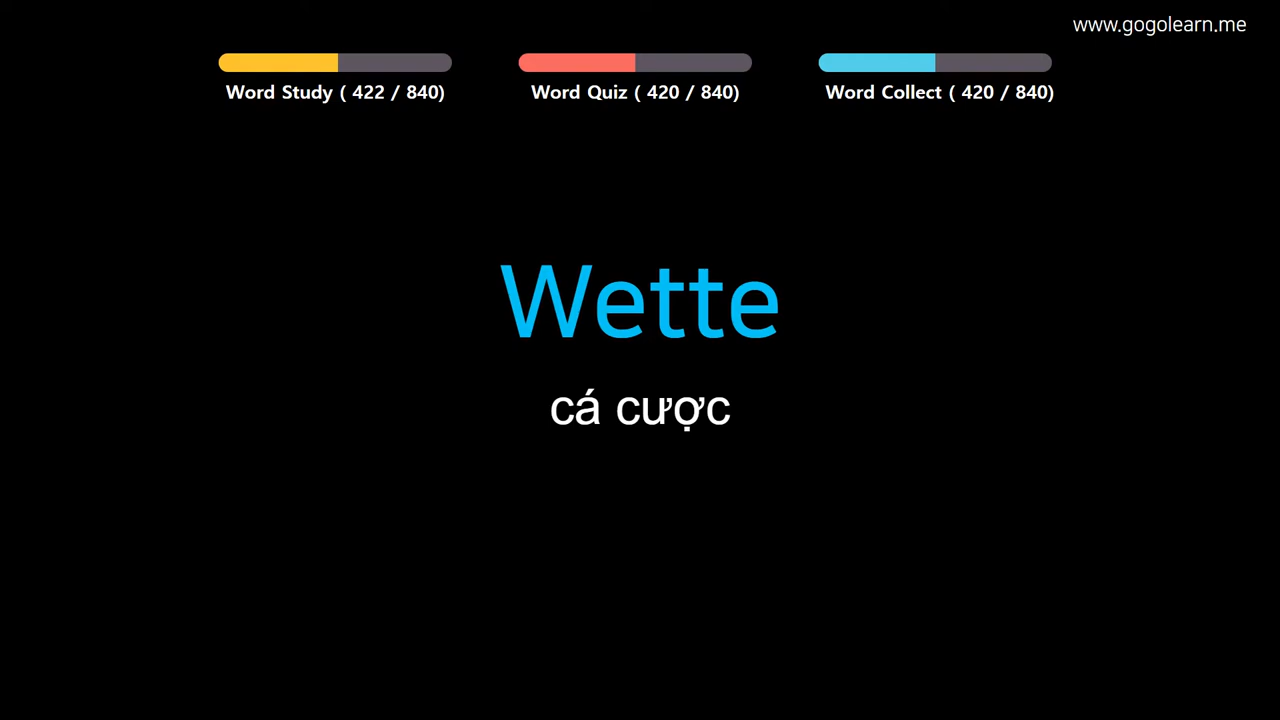 www.gogolearn.me
Word Study ( 422 / 840)
Word Quiz ( 420 / 840)
Word Collect ( 420 / 840)
Wette
cá cược